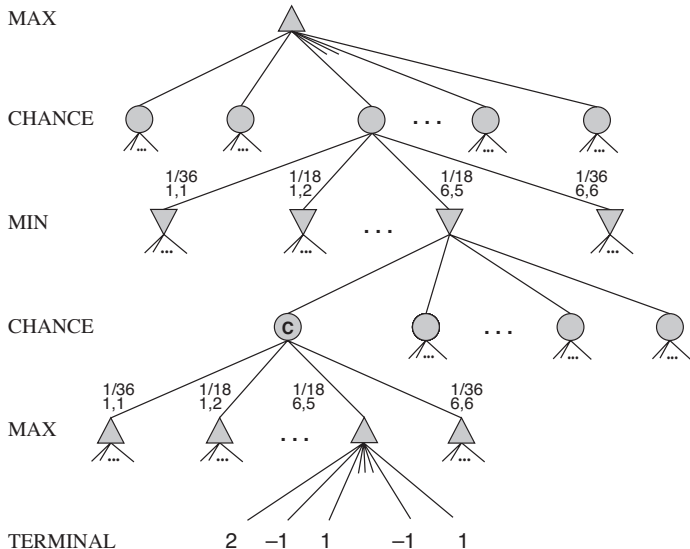 MAX
CHANCE
...
... ... ... ... ...
1/36 1/18 1/18 1/36
1,1 1,2 6,5 6,6
MIN
...
... ... ...
CHANCE
C
...
... ... ...
1/36 1/18 1/18 1/36
1,1 1,2 6,5 6,6
MAX
...
... ... ...
TERMINAL 2 –1 1 –1 1